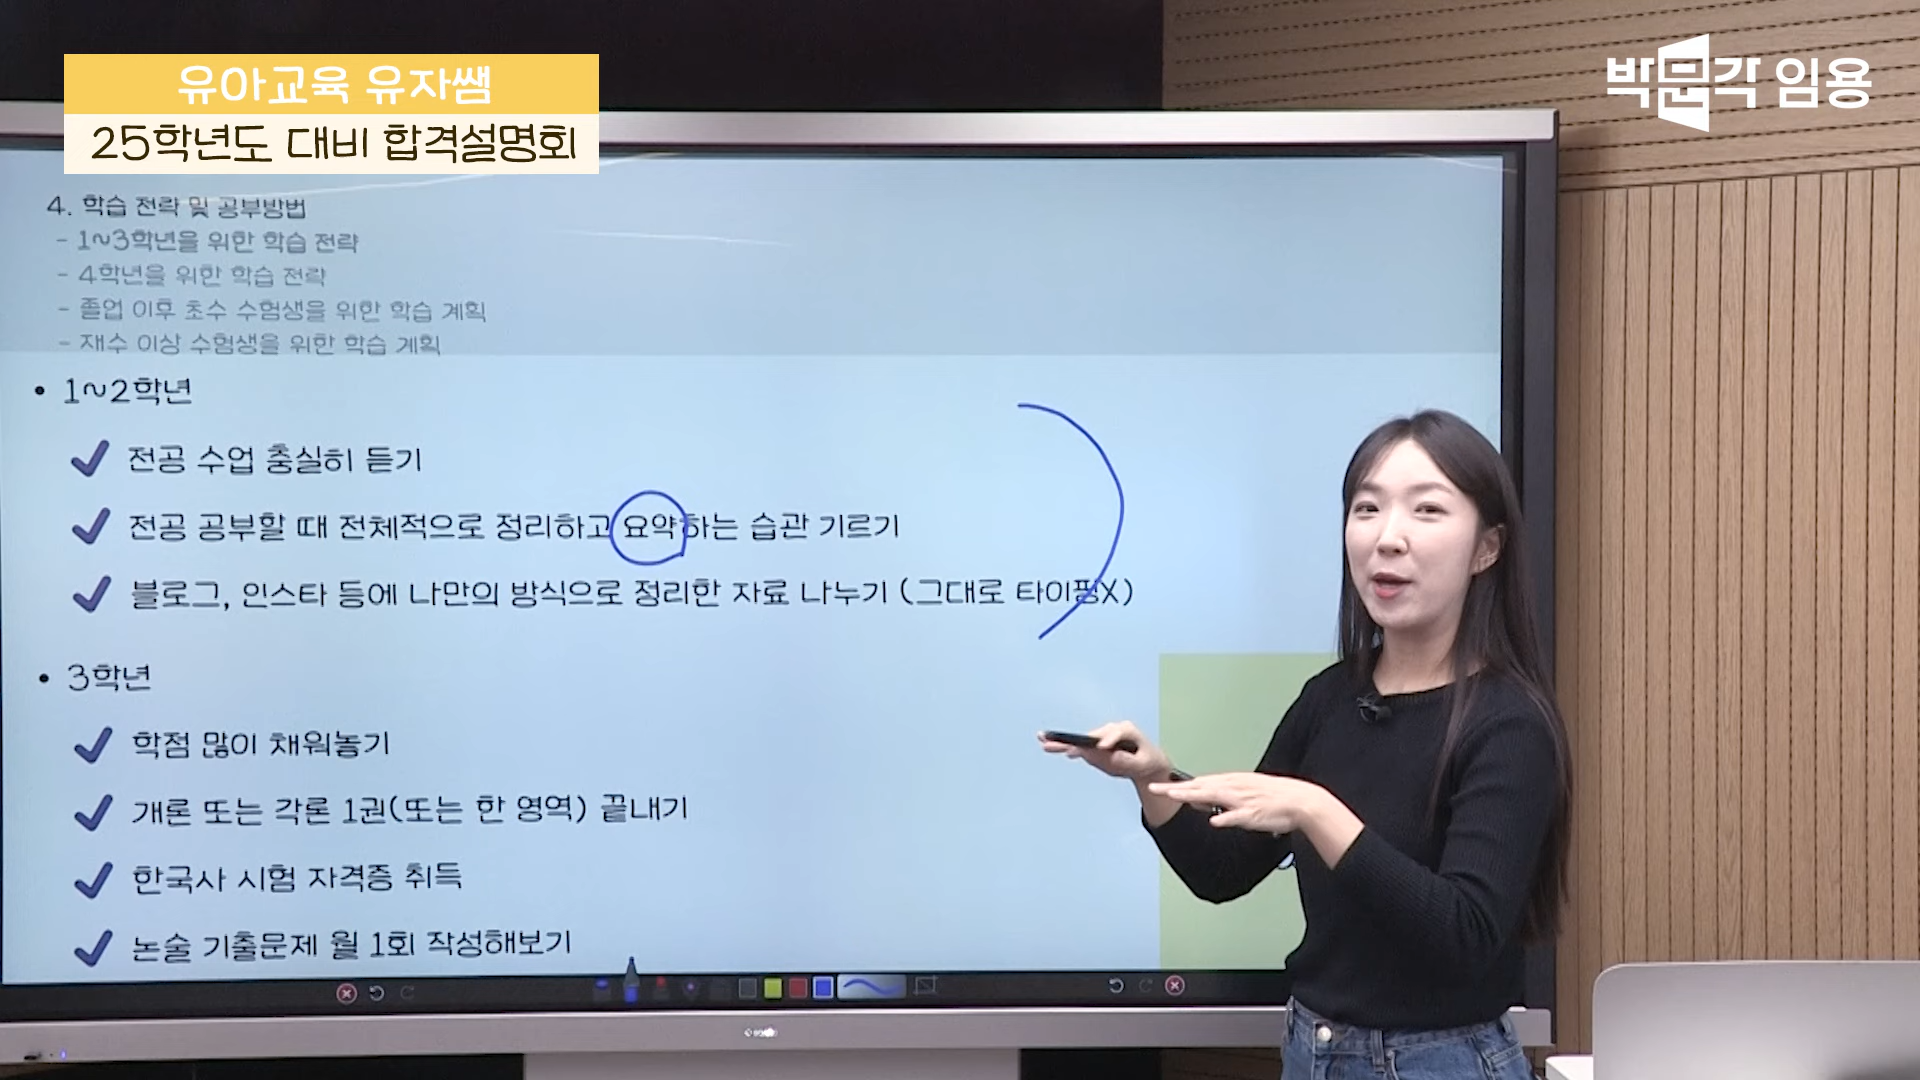 유아교육 유자쌤
25학년도 대비 합격설명회
박문각 임용
4. 학습 전략 및 공부방법
- 1~3학년을 위한 학습 전략
- 4학년을 위한 학습 전략
- 졸업 이후 초수 수험생을 위한 학습 계획
- 재수 이상 수험생을 위한 학습 계획
• 1~2학년
✔ 전공 수업 충실히 듣기
✔ 전공 공부할 때 전체적으로 정리하고 요약하는 습관 기르기
✔ 블로그, 인스타 등에 나만의 방식으로 정리한 자료 나누기 (그대로 타이핑X)
• 3학년
✔ 학점 많이 채워놓기
✔ 개론 또는 각론 1권(또는 한 영역) 끝내기
✔ 한국사 시험 자격증 취득
✔ 논술 기출문제 월 1회 작성해보기